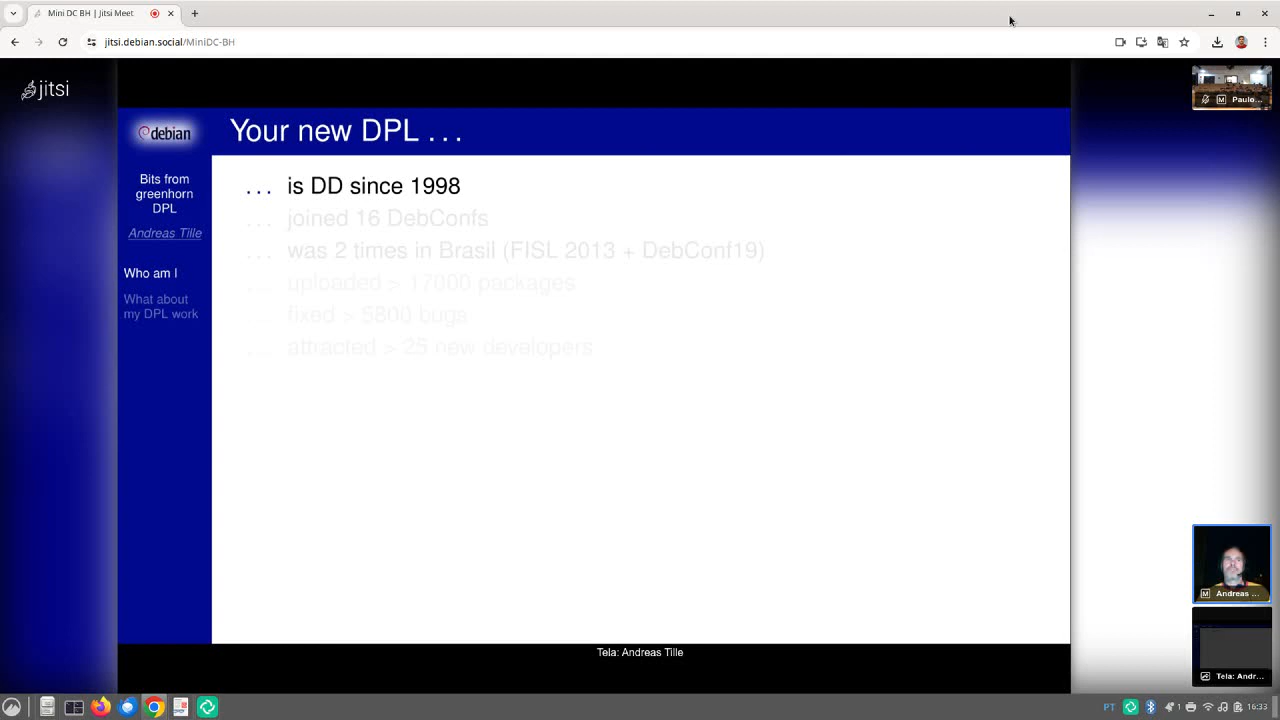 Mini DC BH | Jitsi Meet
jitsi.debian.social/MiniDC-BH
jitsi
debian
Your new DPL . . .
Bits from
greenhorn
DPL
Andreas Tille
Who am I
What about
my DPL work
. . . is DD since 1998
. . . joined 16 DebConfs
. . . was 2 times in Brasil (FISL 2013 + DebConf19)
. . . uploaded > 17000 packages
. . . fixed > 5800 bugs
. . . attracted > 25 new developers
Tela: Andreas Tille
M Paulo...
M Andreas ...
Tela: Andr...
PT 1 16:33